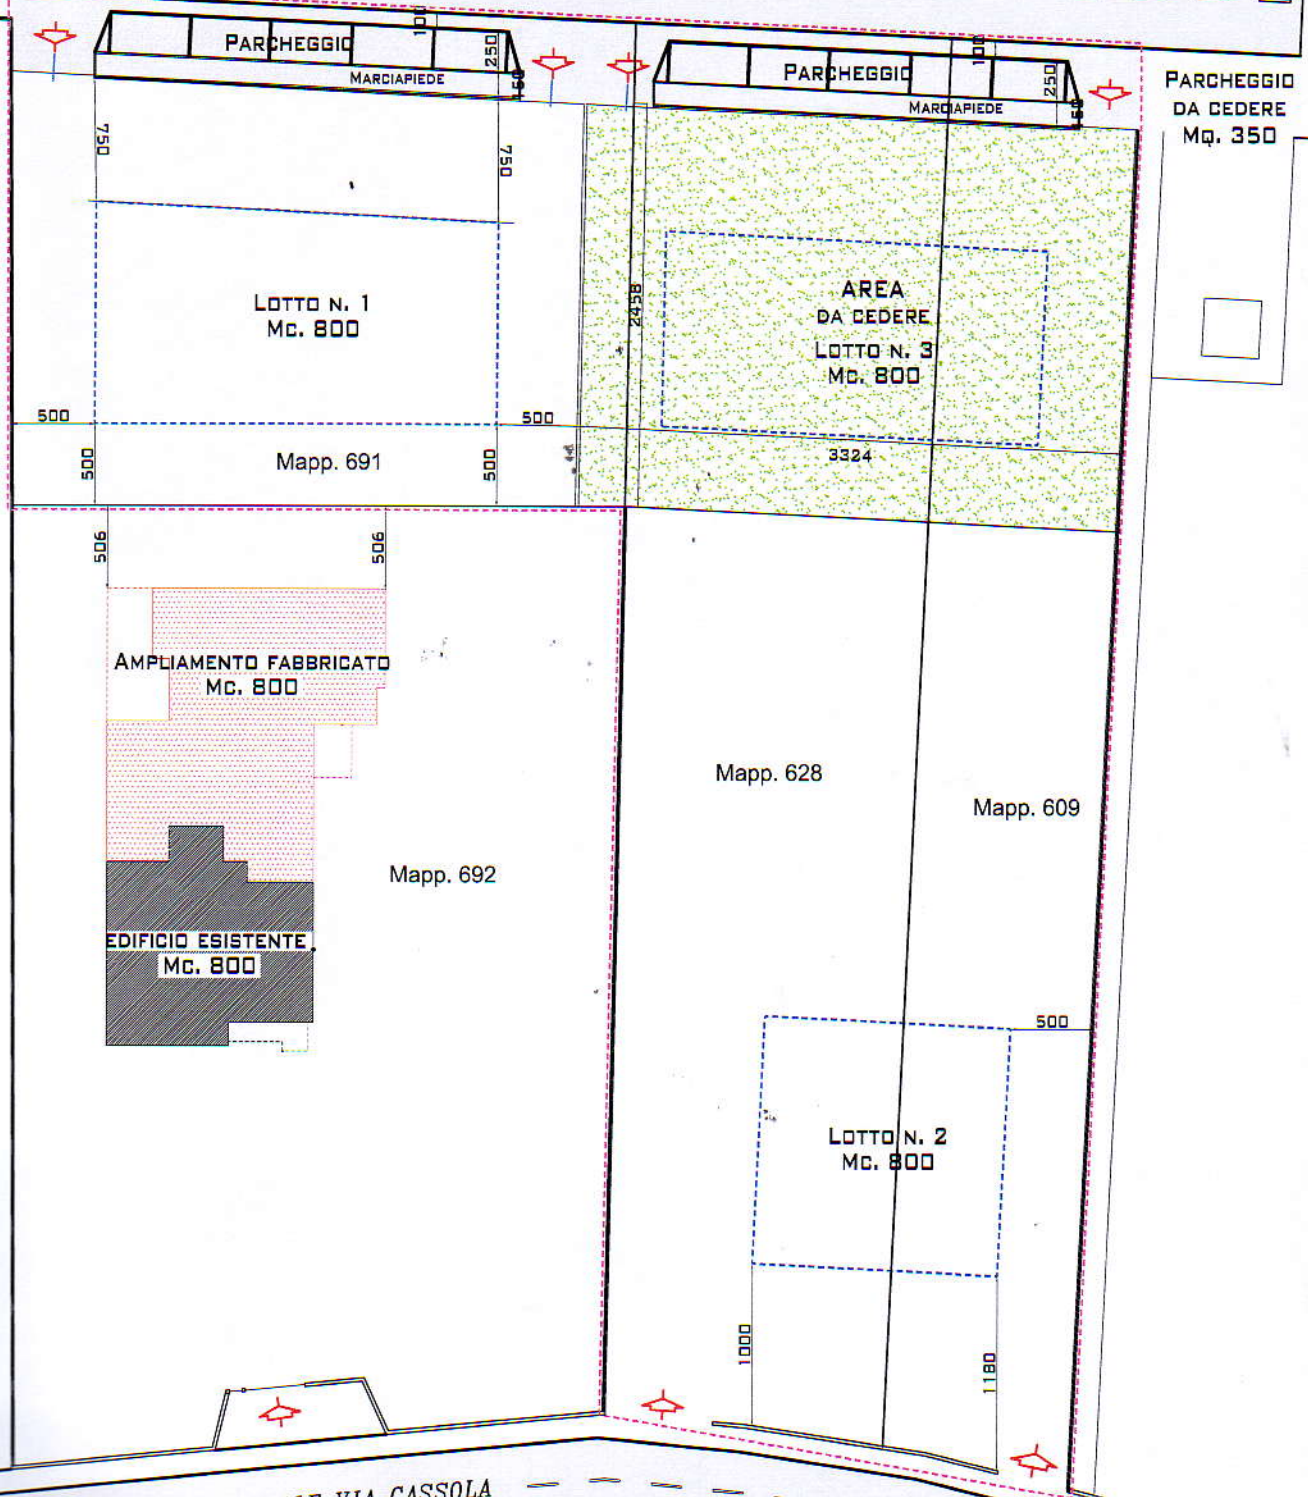 100
PARCHEGGIO
250
MARCIAPIEDE
150
100
PARCHEGGIO
250
MARCIAPIEDE
150
PARCHEGGIO
DA CEDERE
MQ. 350
750
750
LOTTO N. 1
MC. 800
2458
AREA
DA CEDERE
LOTTO N. 3
MC. 800
500
500
3324
500
Mapp. 691
500
506
506
AMPLIAMENTO FABBRICATO
MC. 800
Mapp. 628
Mapp. 609
Mapp. 692
EDIFICIO ESISTENTE
MC. 800
500
LOTTO N. 2
MC. 800
1000
1180
VIA CASSOLA